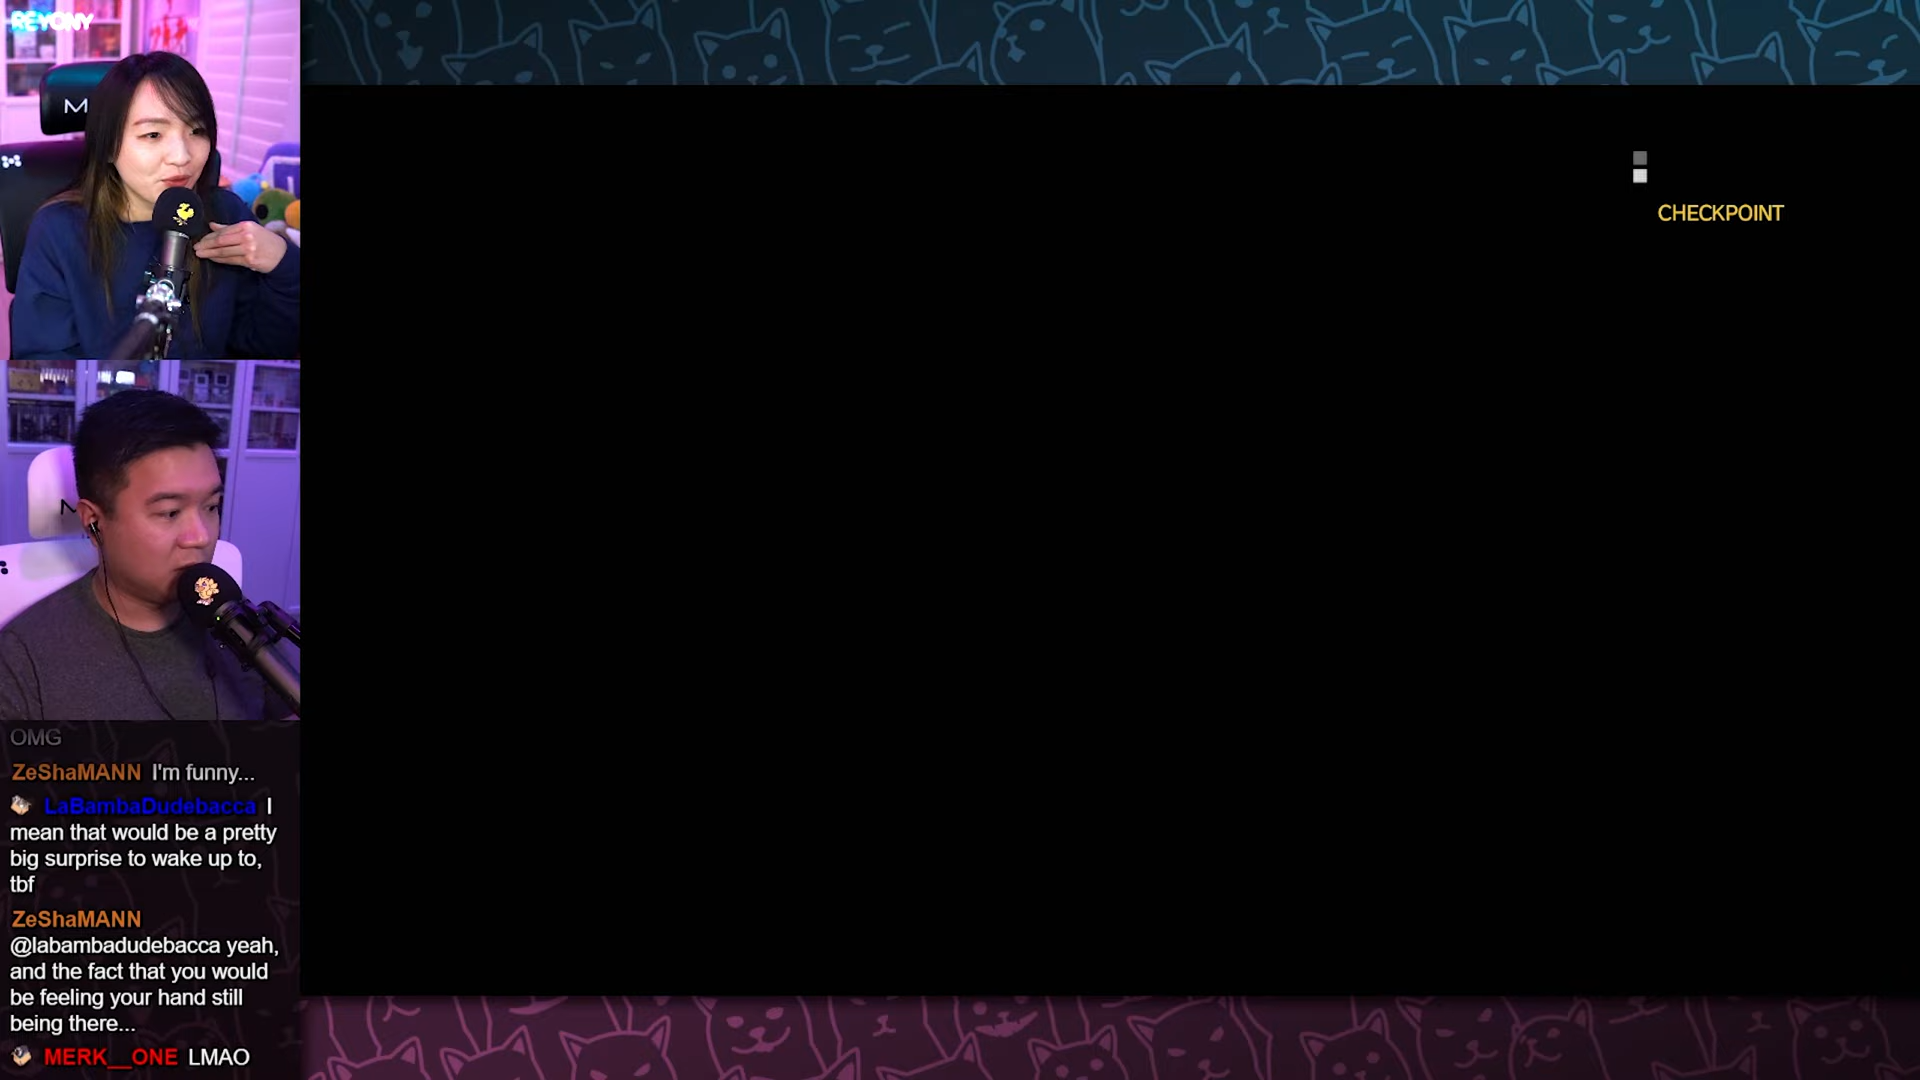 REYONY
M
CHECKPOINT
OMG
ZeShaMANN I'm funny...
LaBambaDudebacca I
mean that would be a pretty
big surprise to wake up to,
tbf
ZeShaMANN
@labambadudebacca yeah,
and the fact that you would
be feeling your hand still
being there...
MERK__ONE LMAO